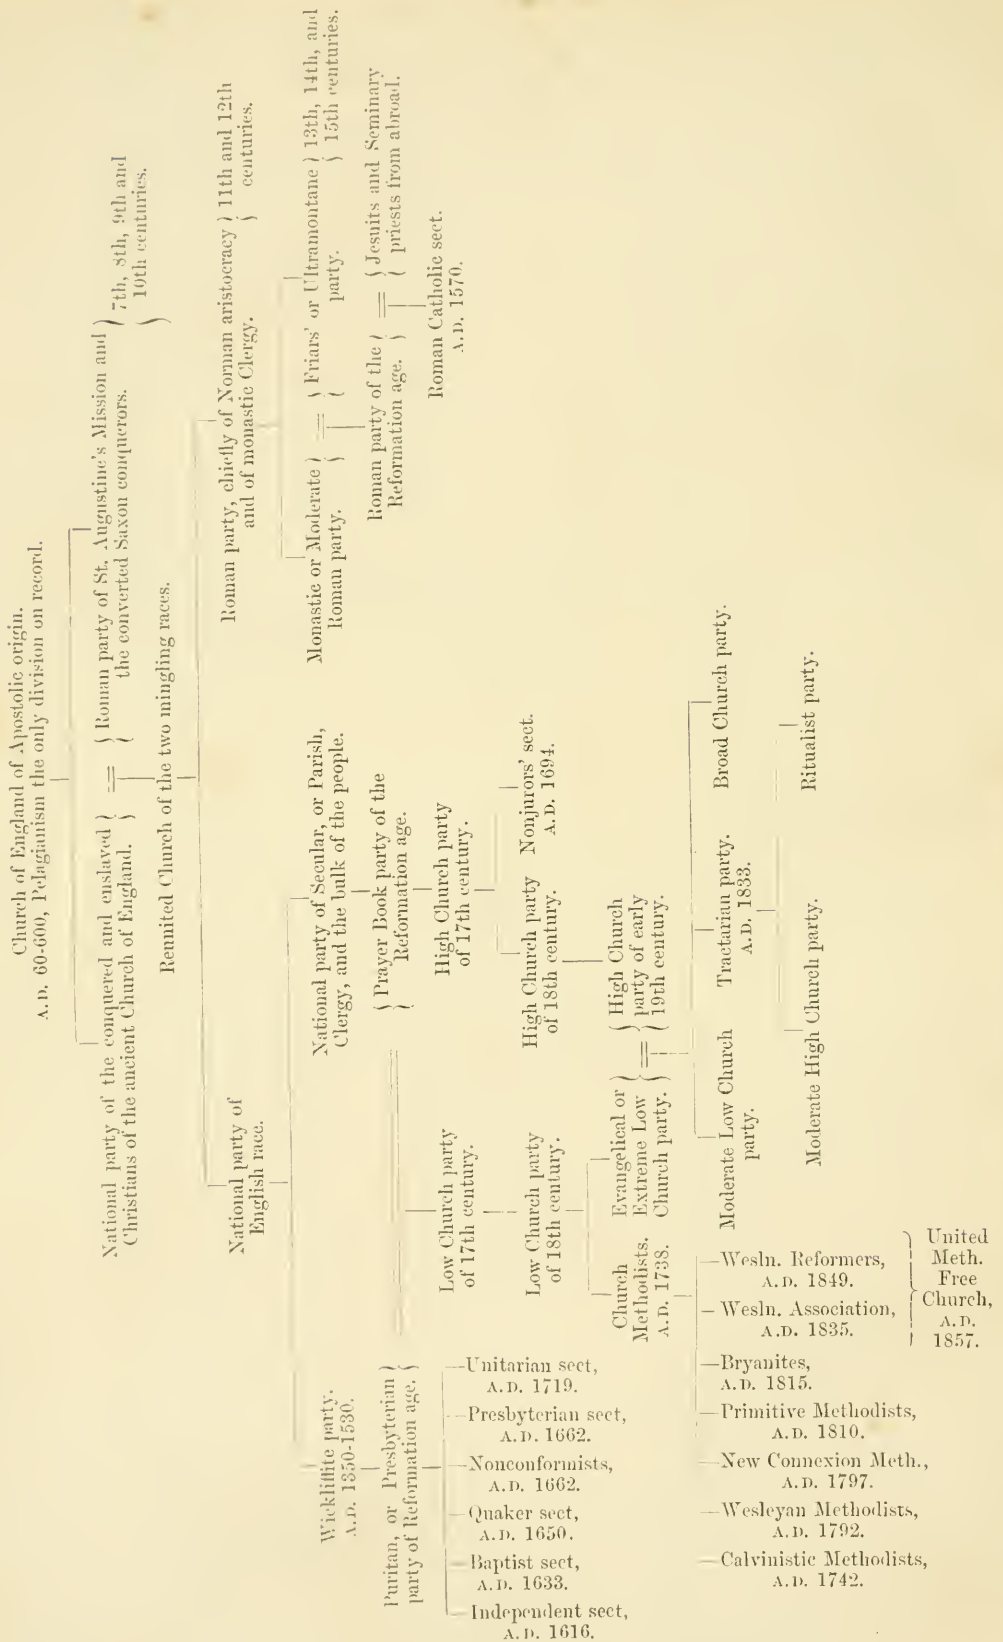 Church of England of Apostolic origin.
A.D. 60-600, Pelagianism the only division on record.
National party of the conquered and enslaved
Christians of the ancient Church of England.
=
Roman party of St. Augustine's Mission and
the converted Saxon conquerors.
7th, 8th, 9th and
10th centuries.
Reunited Church of the two mingling races.
National party of
English race.
Roman party, chiefly of Norman aristocracy
and of monastic Clergy.
11th and 12th
centuries.
Wickliffite party.
A.D. 1350-1530.
National party of Secular, or Parish,
Clergy, and the bulk of the people.
Monastic or Moderate
Roman party.
=
Friars' or Ultramontane
party.
13th, 14th, and
15th centuries.
Puritan, or Presbyterian
party of Reformation age.
=
Prayer Book party of the
Reformation age.
Roman party of the
Reformation age.
=
Jesuits and Seminary
priests from abroad.
Roman Catholic sect.
A.D. 1570.
Low Church party
of 17th century.
High Church party
of 17th century.
Low Church party
of 18th century.
High Church party
of 18th century.
Nonjurors' sect.
A.D. 1694.
Church
Methodists.
A.D. 1738.
Evangelical or
Extreme Low
Church party.
=
High Church
party of early
19th century.
Moderate Low Church
party.
Tractarian party.
A.D. 1833.
Broad Church party.
Moderate High Church party.
Ritualist party.
Unitarian sect,
A.D. 1719.
Presbyterian sect,
A.D. 1662.
Nonconformists,
A.D. 1662.
Quaker sect,
A.D. 1650.
Baptist sect,
A.D. 1633.
Independent sect,
A.D. 1616.
Wesln. Reformers,
A.D. 1849.
Wesln. Association,
A.D. 1835.
United
Meth.
Free
Church,
A.D.
1857.
Bryanites,
A.D. 1815.
Primitive Methodists,
A.D. 1810.
New Connexion Meth.,
A.D. 1797.
Wesleyan Methodists,
A.D. 1792.
Calvinistic Methodists,
A.D. 1742.